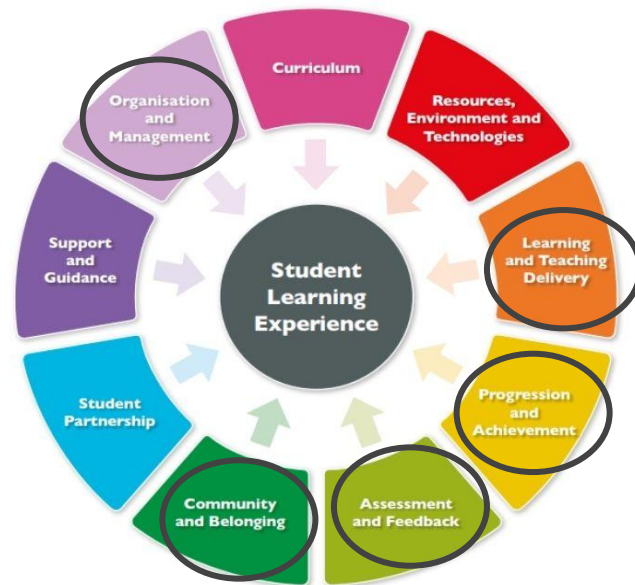 Curriculum
Resources,
Environment and
Technologies
Learning
and Teaching
Delivery
Progression
and
Achievement
Assessment
and Feedback
Community
and Belonging
Student
Partnership
Support
and
Guidance
Organisation
and
Management
Student
Learning
Experience